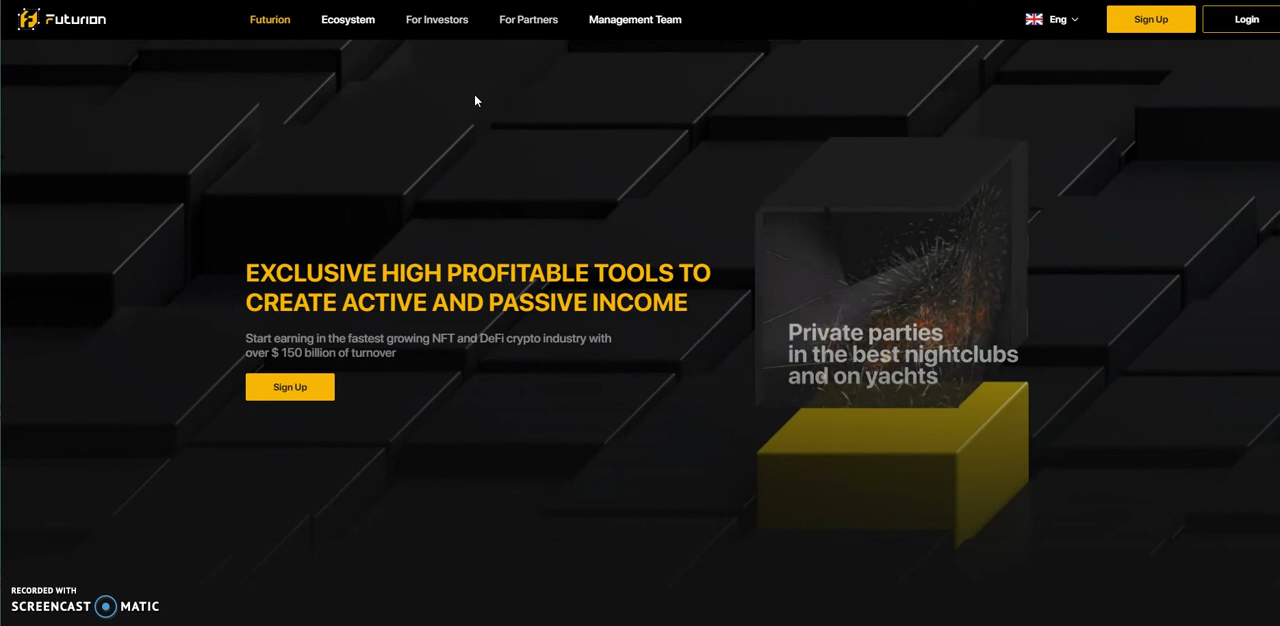 Futurion
Futurion
Ecosystem
For Investors
For Partners
Management Team
Eng
Sign Up
Login
EXCLUSIVE HIGH PROFITABLE TOOLS TO
CREATE ACTIVE AND PASSIVE INCOME
Start earning in the fastest growing NFT and DeFi crypto industry with
over $ 150 billion of turnover
Sign Up
Private parties
in the best nightclubs
and on yachts
RECORDED WITH
SCREENCAST MATIC